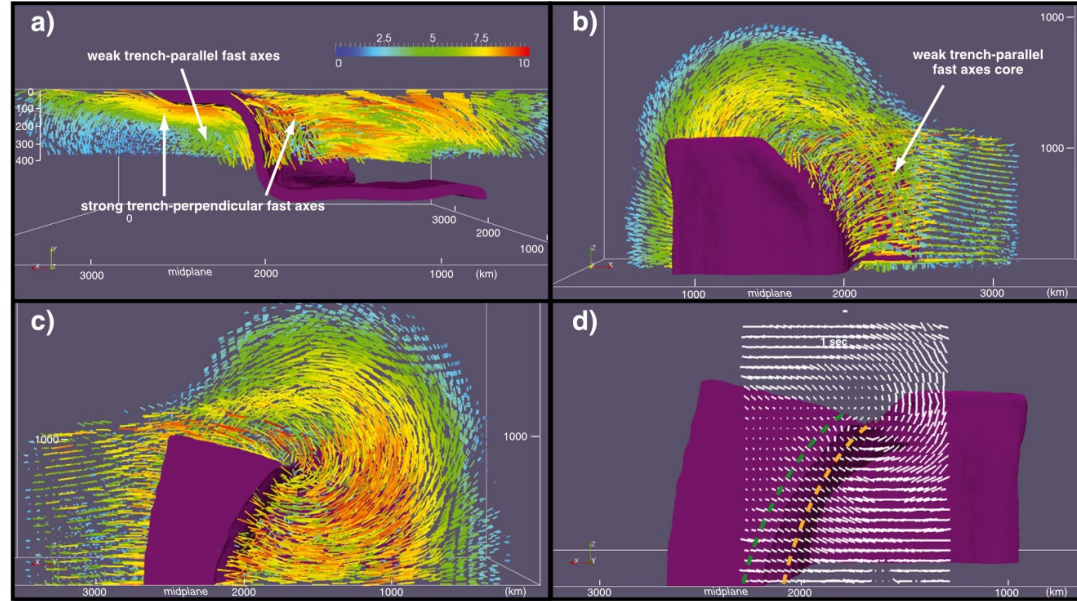 a)
weak trench-parallel fast axes
0 2.5 5 7.5 10
0
100
200
300
400
strong trench-perpendicular fast axes
0
3000
2000
1000
3000 midplane 2000 1000 (km)
b)
1000
weak trench-parallel
fast axes core
1000
1000 midplane 2000 3000 (km)
c)
1000 1000
3000 midplane 2000 1000 (km)
d)
1 sec
3000 midplane 2000 1000